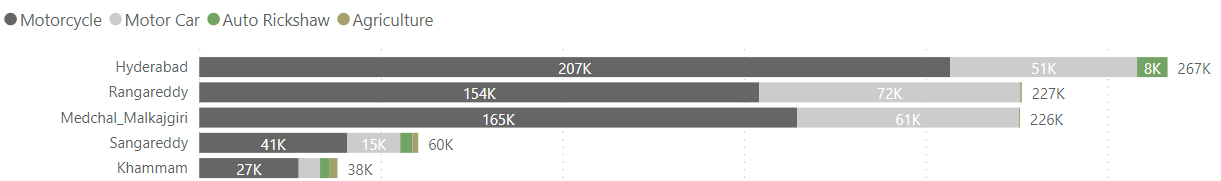 Motorcycle Motor Car Auto Rickshaw Agriculture
Hyderabad 207K 51K 8K 267K
Rangareddy 154K 72K 227K
Medchal_Malkajgiri 165K 61K 226K
Sangareddy 41K 15K 60K
Khammam 27K 38K